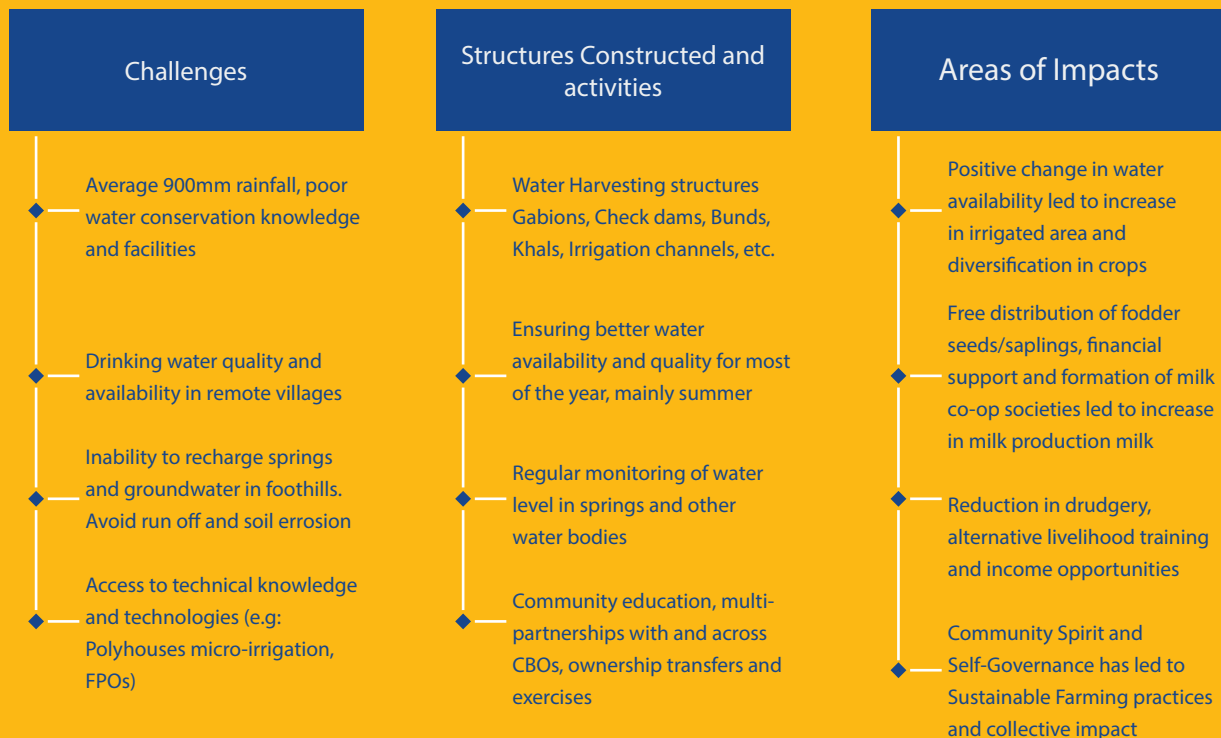 Challenges
Average 900mm rainfall, poor
water conservation knowledge
and facilities
Drinking water quality and
availability in remote villages
Inability to recharge springs
and groundwater in foothills.
Avoid run off and soil errosion
Access to technical knowledge
and technologies (e.g:
Polyhouses micro-irrigation,
FPOs)
Structures Constructed and
activities
Water Harvesting structures
Gabions, Check dams, Bunds,
Khals, Irrigation channels, etc.
Ensuring better water
availability and quality for most
of the year, mainly summer
Regular monitoring of water
level in springs and other
water bodies
Community education, multi-
partnerships with and across
CBOs, ownership transfers and
exercises
Areas of Impacts
Positive change in water
availability led to increase
in irrigated area and
diversification in crops
Free distribution of fodder
seeds/saplings, financial
support and formation of milk
co-op societies led to increase
in milk production milk
Reduction in drudgery,
alternative livelihood training
and income opportunities
Community Spirit and
Self-Governance has led to
Sustainable Farming practices
and collective impact